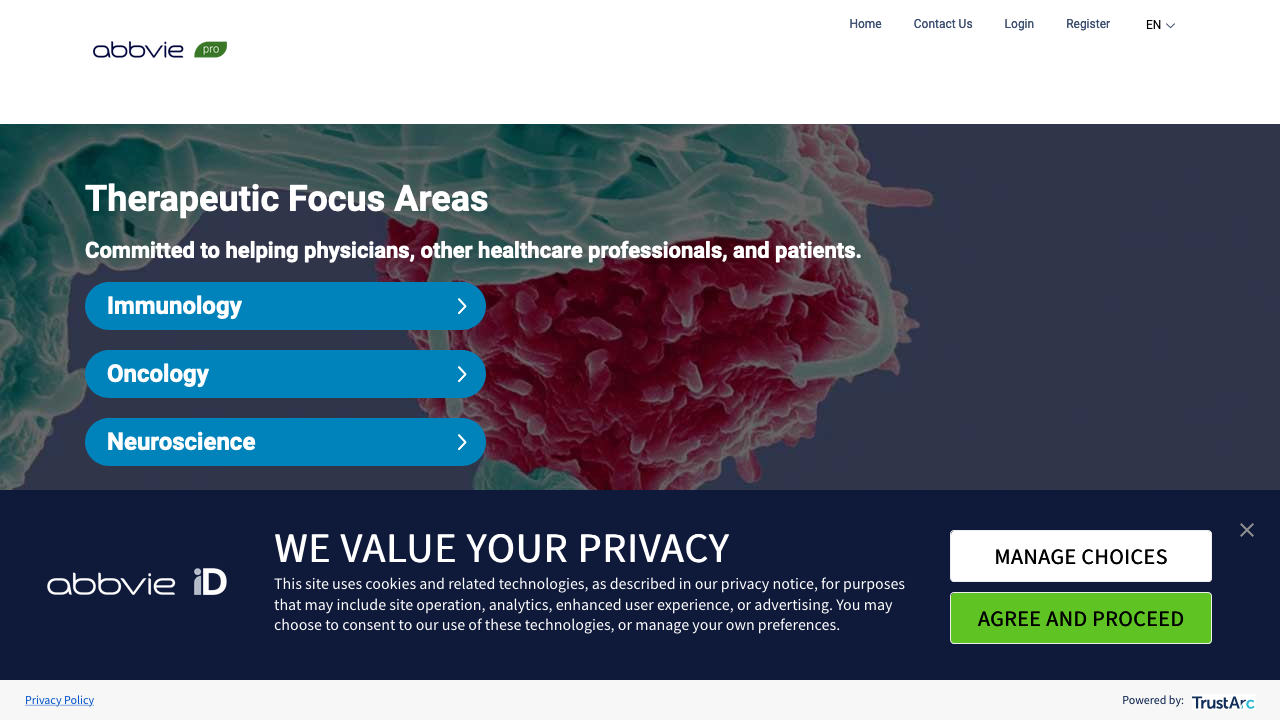 Home
Contact Us
Login
Register
EN
abbvie pro
Therapeutic Focus Areas
Committed to helping physicians, other healthcare professionals, and patients.
Immunology
Oncology
Neuroscience
abbvie iD
WE VALUE YOUR PRIVACY
This site uses cookies and related technologies, as described in our privacy notice, for purposes
that may include site operation, analytics, enhanced user experience, or advertising. You may
choose to consent to our use of these technologies, or manage your own preferences.
MANAGE CHOICES
AGREE AND PROCEED
Privacy Policy
Powered by: TrustArc